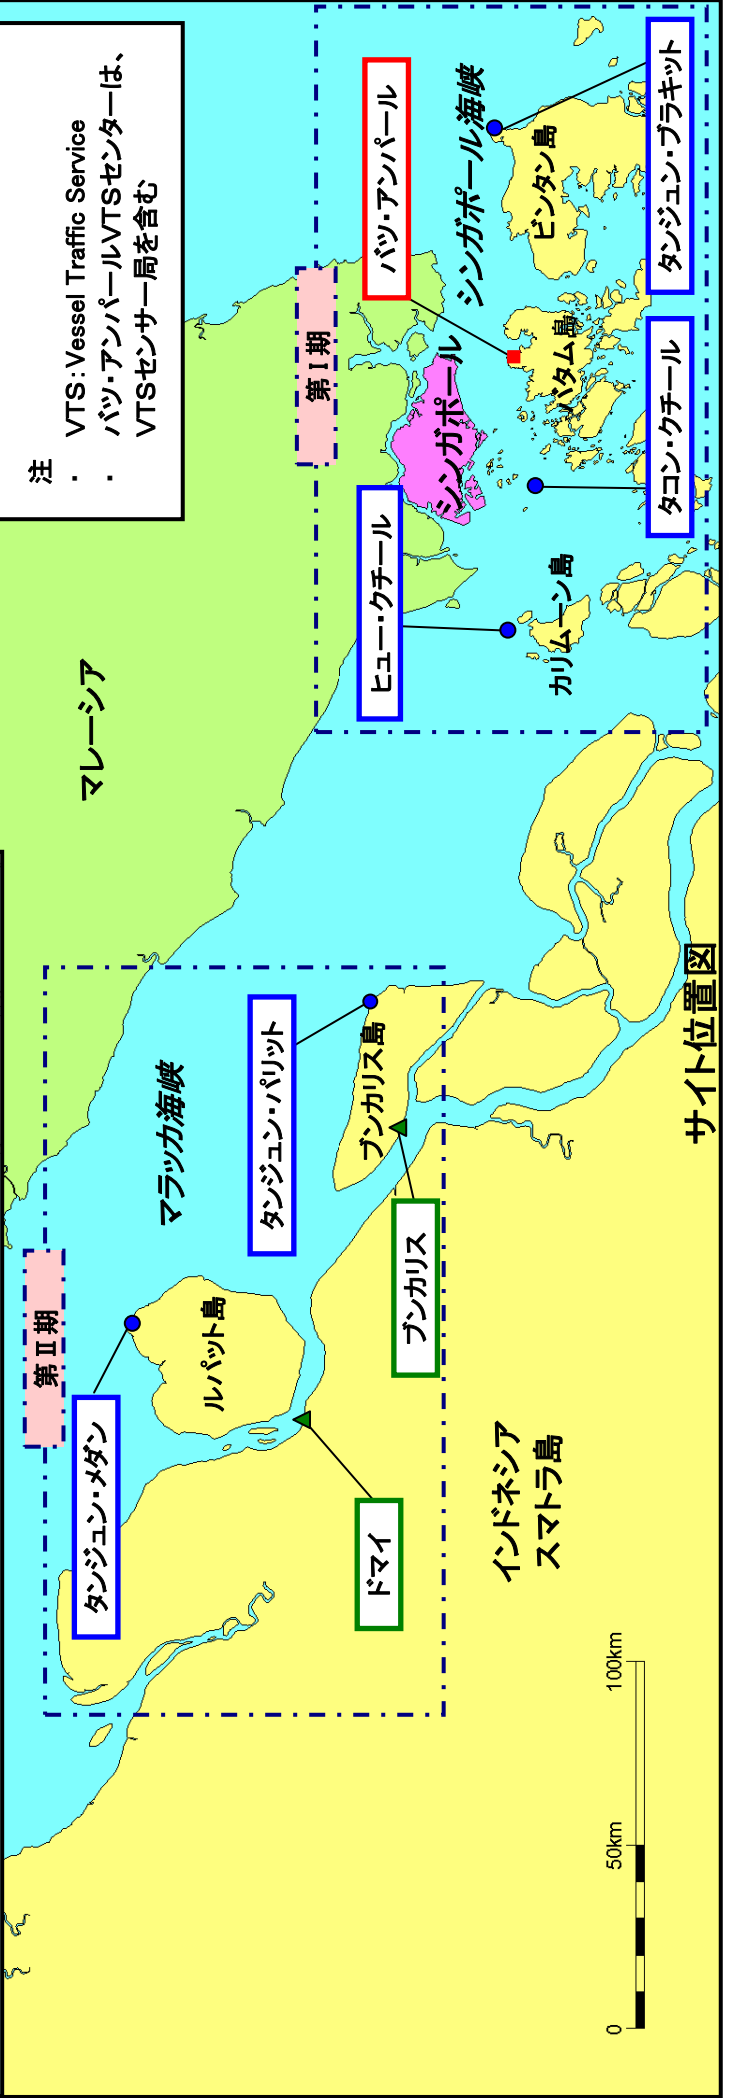 第Ⅱ期
タンジュン・メダン
マラッカ海峡
ルパット島
タンジュン・パリット
ブンカリス島
ドマイ
ブンカリス
インドネシア
スマトラ島
0
50km
100km
マレーシア
注
・ VTS:Vessel Traffic Service
・ バツ・アンパールVTSセンターは、
VTSセンサー局を含む
第Ⅰ期
ヒュー・クチール
バツ・アンパール
シンガポール
シンガポール海峡
カリムーン島
バタム島
ビンタン島
タコン・クチール
タンジュン・ブラキット
サイト位置図